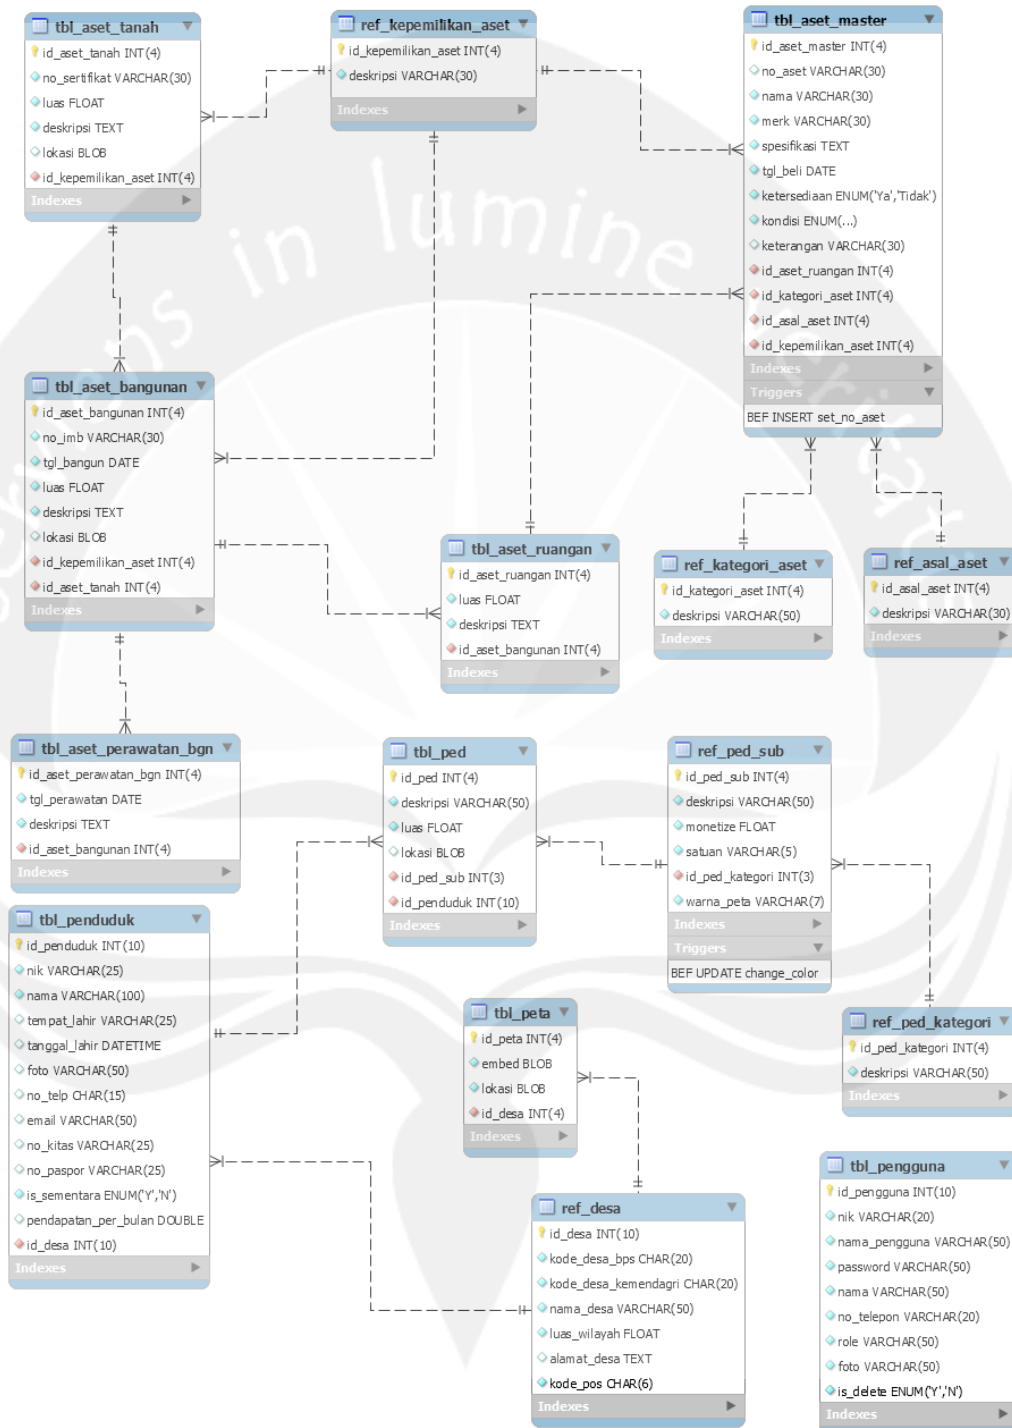 tbl_aset_tanah
id_aset_tanah INT(4)
no_sertifikat VARCHAR(30)
luas FLOAT
deskripsi TEXT
lokasi BLOB
id_kepemilikan_aset INT(4)
Indexes
ref_kepemilikan_aset
id_kepemilikan_aset INT(4)
deskripsi VARCHAR(30)
Indexes
tbl_aset_master
id_aset_master INT(4)
no_aset VARCHAR(30)
nama VARCHAR(30)
merk VARCHAR(30)
spesifikasi TEXT
tgl_beli DATE
ketersediaan ENUM('Ya','Tidak')
kondisi ENUM(...)
keterangan VARCHAR(30)
id_aset_ruangan INT(4)
id_kategori_aset INT(4)
id_asal_aset INT(4)
id_kepemilikan_aset INT(4)
Indexes
Triggers
BEF INSERT set_no_aset
tbl_aset_bangunan
id_aset_bangunan INT(4)
no_imb VARCHAR(30)
tgl_bangun DATE
luas FLOAT
deskripsi TEXT
lokasi BLOB
id_kepemilikan_aset INT(4)
id_aset_tanah INT(4)
Indexes
tbl_aset_ruangan
id_aset_ruangan INT(4)
luas FLOAT
deskripsi TEXT
id_aset_bangunan INT(4)
Indexes
ref_kategori_aset
id_kategori_aset INT(4)
deskripsi VARCHAR(50)
Indexes
ref_asal_aset
id_asal_aset INT(4)
deskripsi VARCHAR(30)
Indexes
tbl_aset_perawatan_bgn
id_aset_perawatan_bgn INT(4)
tgl_perawatan DATE
deskripsi TEXT
id_aset_bangunan INT(4)
Indexes
tbl_ped
id_ped INT(4)
deskripsi VARCHAR(50)
luas FLOAT
lokasi BLOB
id_ped_sub INT(3)
id_penduduk INT(10)
Indexes
ref_ped_sub
id_ped_sub INT(4)
deskripsi VARCHAR(50)
monetize FLOAT
satuan VARCHAR(5)
id_ped_kategori INT(3)
warna_peta VARCHAR(7)
Indexes
Triggers
BEF UPDATE change_color
tbl_penduduk
id_penduduk INT(10)
nik VARCHAR(25)
nama VARCHAR(100)
tempat_lahir VARCHAR(25)
tanggal_lahir DATETIME
foto VARCHAR(50)
no_telp CHAR(15)
email VARCHAR(50)
no_kitas VARCHAR(25)
no_paspor VARCHAR(25)
is_sementara ENUM('Y','N')
pendapatan_per_bulan DOUBLE
id_desa INT(10)
Indexes
tbl_peta
id_peta INT(4)
embed BLOB
lokasi BLOB
id_desa INT(4)
Indexes
ref_ped_kategori
id_ped_kategori INT(4)
deskripsi VARCHAR(50)
Indexes
ref_desa
id_desa INT(10)
kode_desa_bps CHAR(20)
kode_desa_kemendagri CHAR(20)
nama_desa VARCHAR(50)
luas_wilayah FLOAT
alamat_desa TEXT
kode_pos CHAR(6)
Indexes
tbl_pengguna
id_pengguna INT(10)
nik VARCHAR(20)
nama_pengguna VARCHAR(50)
password VARCHAR(50)
nama VARCHAR(50)
no_telepon VARCHAR(20)
role VARCHAR(50)
foto VARCHAR(50)
is_delete ENUM('Y','N')
Indexes
in lumine